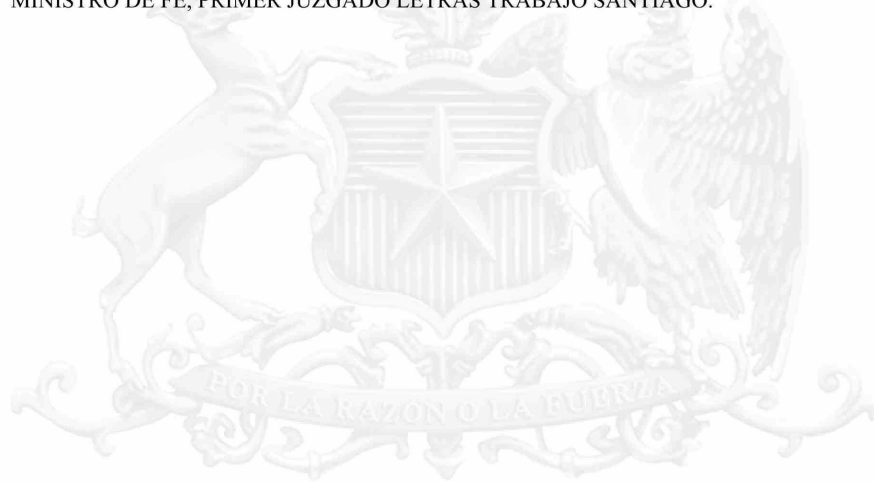 MINISTRO DE FE, PRIMER JUZGADO LETRAS TRABAJO SANTIAGO.
POR LA RAZON O LA FUERZA